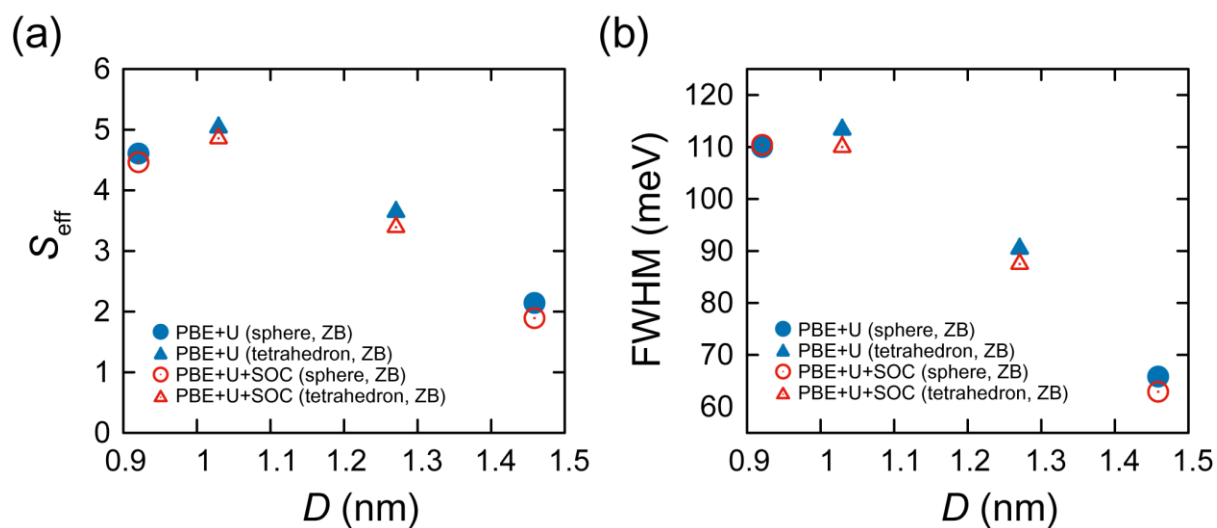 (a)
6
5
4
3
2
1
0
S_eff
PBE+U (sphere, ZB)
PBE+U (tetrahedron, ZB)
PBE+U+SOC (sphere, ZB)
PBE+U+SOC (tetrahedron, ZB)
0.9 1 1.1 1.2 1.3 1.4 1.5
D (nm)
(b)
120
110
100
90
80
70
60
FWHM (meV)
PBE+U (sphere, ZB)
PBE+U (tetrahedron, ZB)
PBE+U+SOC (sphere, ZB)
PBE+U+SOC (tetrahedron, ZB)
0.9 1 1.1 1.2 1.3 1.4 1.5
D (nm)